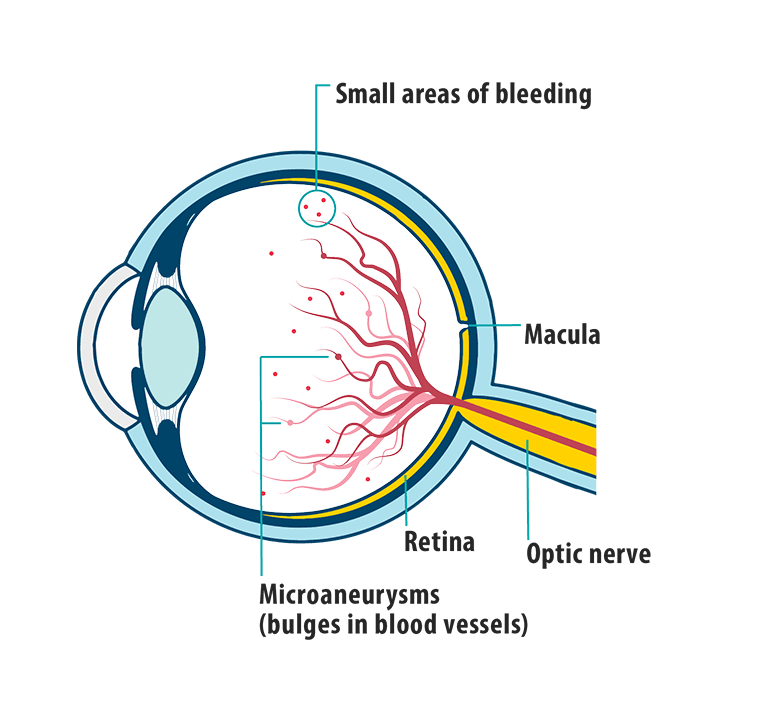 Small areas of bleeding
Macula
Retina
Optic nerve
Microaneurysms
(bulges in blood vessels)